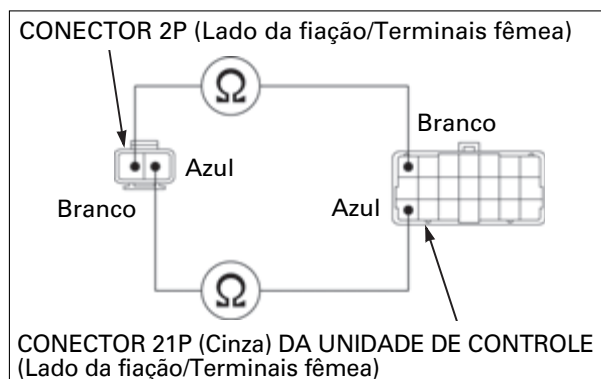 CONECTOR 2P (Lado da fiação/Terminais fêmea)
Ω
Branco
Azul
Branco
Azul
Ω
CONECTOR 21P (Cinza) DA UNIDADE DE CONTROLE
(Lado da fiação/Terminais fêmea)